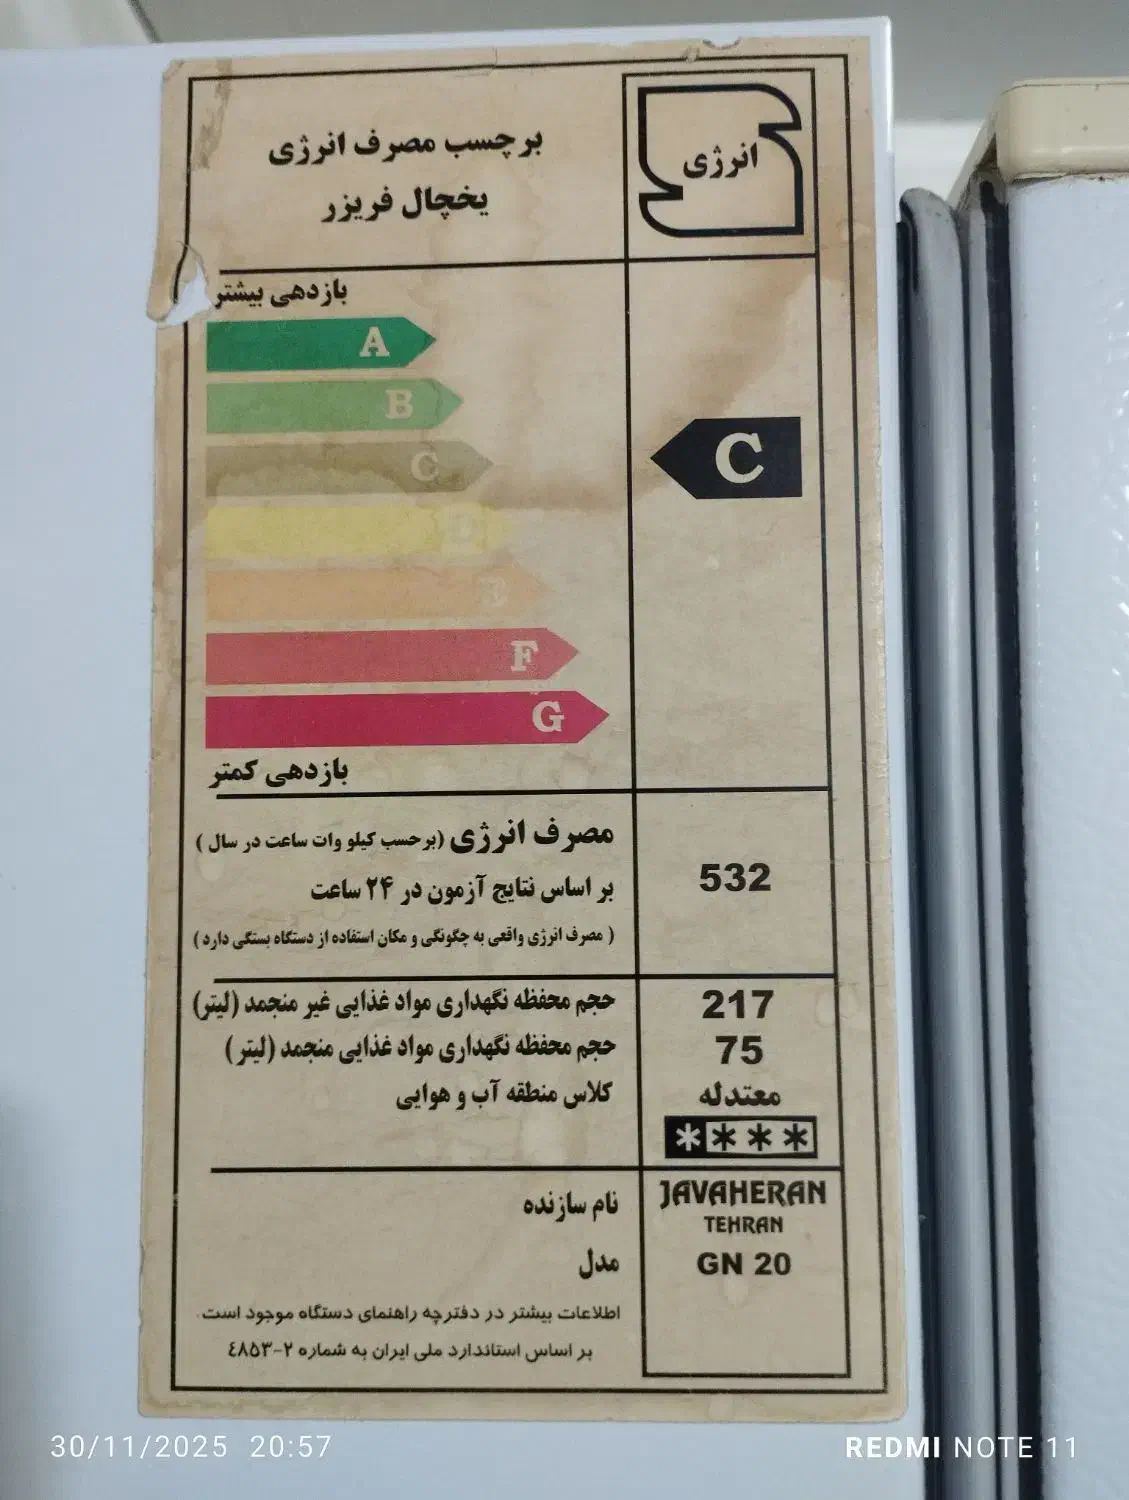 برچسب مصرف انرژی
یخچال فریزر
انرژی
بازدهی بیشتر
A
B
C
D
E
F
G
C
بازدهی کمتر
مصرف انرژی (برحسب کیلو وات ساعت در سال )
بر اساس نتایج آزمون در ۲۴ ساعت
( مصرف انرژی واقعی به چگونگی و مکان استفاده از دستگاه بستگی دارد )
532
حجم محفظه نگهداری مواد غذایی غیر منجمد (لیتر) 217
حجم محفظه نگهداری مواد غذایی منجمد (لیتر ) 75
کلاس منطقه آب و هوایی معتدله
* * * *
نام سازنده JAVAHERAN
TEHRAN
مدل GN 20
اطلاعات بیشتر در دفترچه راهنمای دستگاه موجود است.
بر اساس استاندارد ملی ایران به شماره ۲-۴۸۵۳
30/11/2025 20:57
REDMI NOTE 11